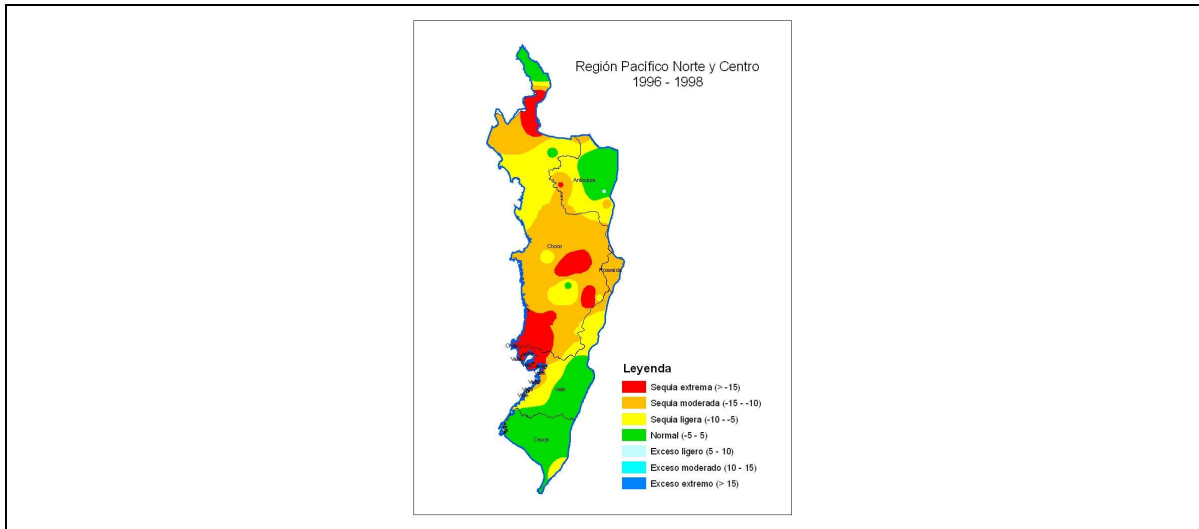 Región Pacífico Norte y Centro
1996 - 1998
Antioquia
Choco
Risaralda
Valle
Cauca
Leyenda
Sequia extrema (> -15)
Sequia moderada (-15 - -10)
Sequia ligera (-10 - -5)
Normal (-5 - 5)
Exceso ligero (5 - 10)
Exceso moderado (10 - 15)
Exceso extremo (> 15)